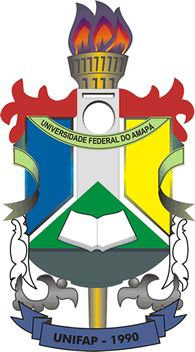 UNIVERSIDADE FEDERAL DO AMAPÁ
UNIFAP - 1990